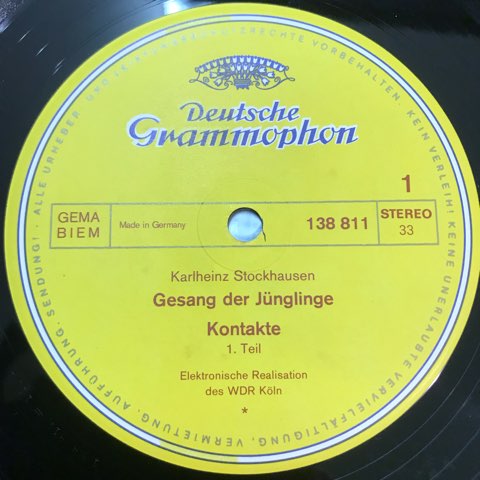 · ALLE URHEBER- UND LEISTUNGSSCHUTZRECHTE VORBEHALTEN. KEIN VERLEIH! KEINE UNERLAUBTE VERVIELFÄLTIGUNG, VERMIETUNG, AUFFÜHRUNG, SENDUNG!
Deutsche
Grammophon
1
GEMA
BIEM
Made in Germany
138 811
STEREO
33
Karlheinz Stockhausen
Gesang der Jünglinge
Kontakte
1. Teil
Elektronische Realisation
des WDR Köln
*